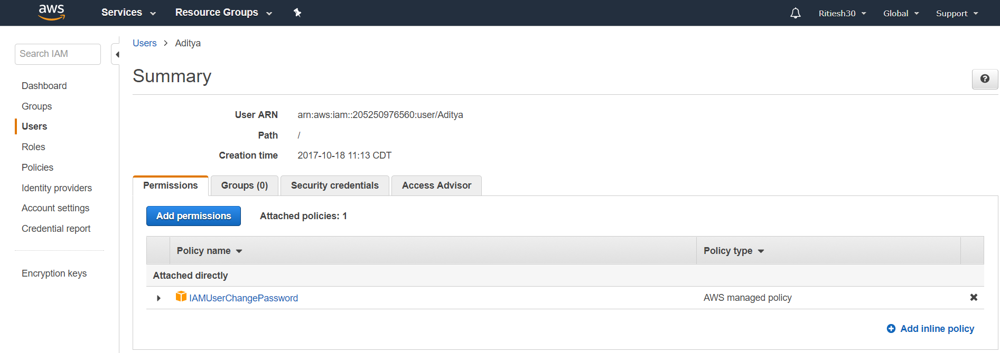 aws Services Resource Groups Ritiesh30 Global Support
Search IAM
Dashboard
Groups
Users
Roles
Policies
Identity providers
Account settings
Credential report
Encryption keys
Users > Aditya
Summary
User ARN arn:aws:iam::205250976560:user/Aditya
Path /
Creation time 2017-10-18 11:13 CDT
Permissions Groups (0) Security credentials Access Advisor
Add permissions Attached policies: 1
Policy name Policy type
Attached directly
IAMUserChangePassword AWS managed policy
Add inline policy